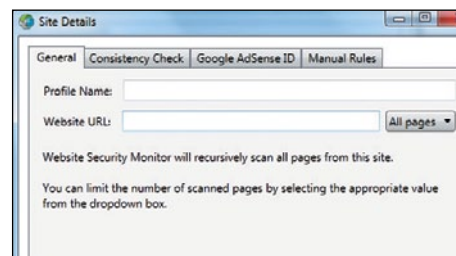 Site Details
General Consistency Check Google AdSense ID Manual Rules
Profile Name:
Website URL: All pages
Website Security Monitor will recursively scan all pages from this site.
You can limit the number of scanned pages by selecting the appropriate value
from the dropdown box.